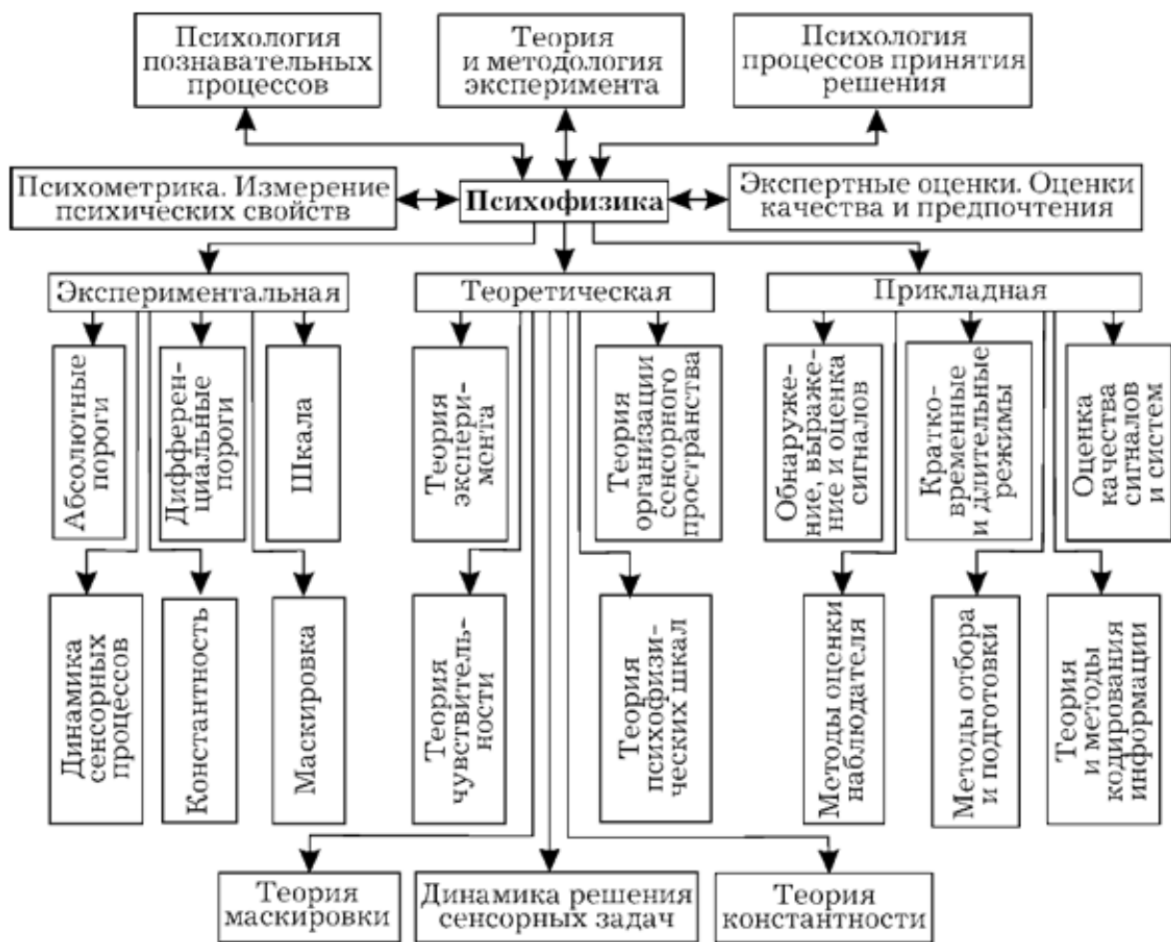 Психология
познавательных
процессов
Теория
и методология
эксперимента
Психология
процессов принятия
решения
Психометрика. Измерение
психических свойств
Психофизика
Экспертные оценки. Оценки
качества и предпочтения
Экспериментальная
Теоретическая
Прикладная
Абсолютные
пороги
Дифферен-
циальные
пороги
Шкала
Теория
экспери-
мента
Теория
организации
сенсорного
пространства
Обнаруже-
ние, выраже-
ние и оценка
сигналов
Кратко-
временные
и длительные
режимы
Оценка
качества
сигналов
и систем
Динамика
сенсорных
процессов
Константность
Маскировка
Теория
чувствитель-
ности
Теория
психофизи-
ческих шкал
Методы оценки
наблюдателя
Методы отбора
и подготовки
Теория
и методы
кодирования
информации
Теория
маскировки
Динамика решения
сенсорных задач
Теория
константности